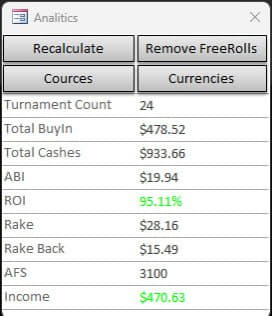 Analitics
Recalculate Remove FreeRolls
Cources Currencies
Turnament Count 24
Total BuyIn $478.52
Total Cashes $933.66
ABI $19.94
ROI 95.11%
Rake $28.16
Rake Back $15.49
AFS 3100
Income $470.63